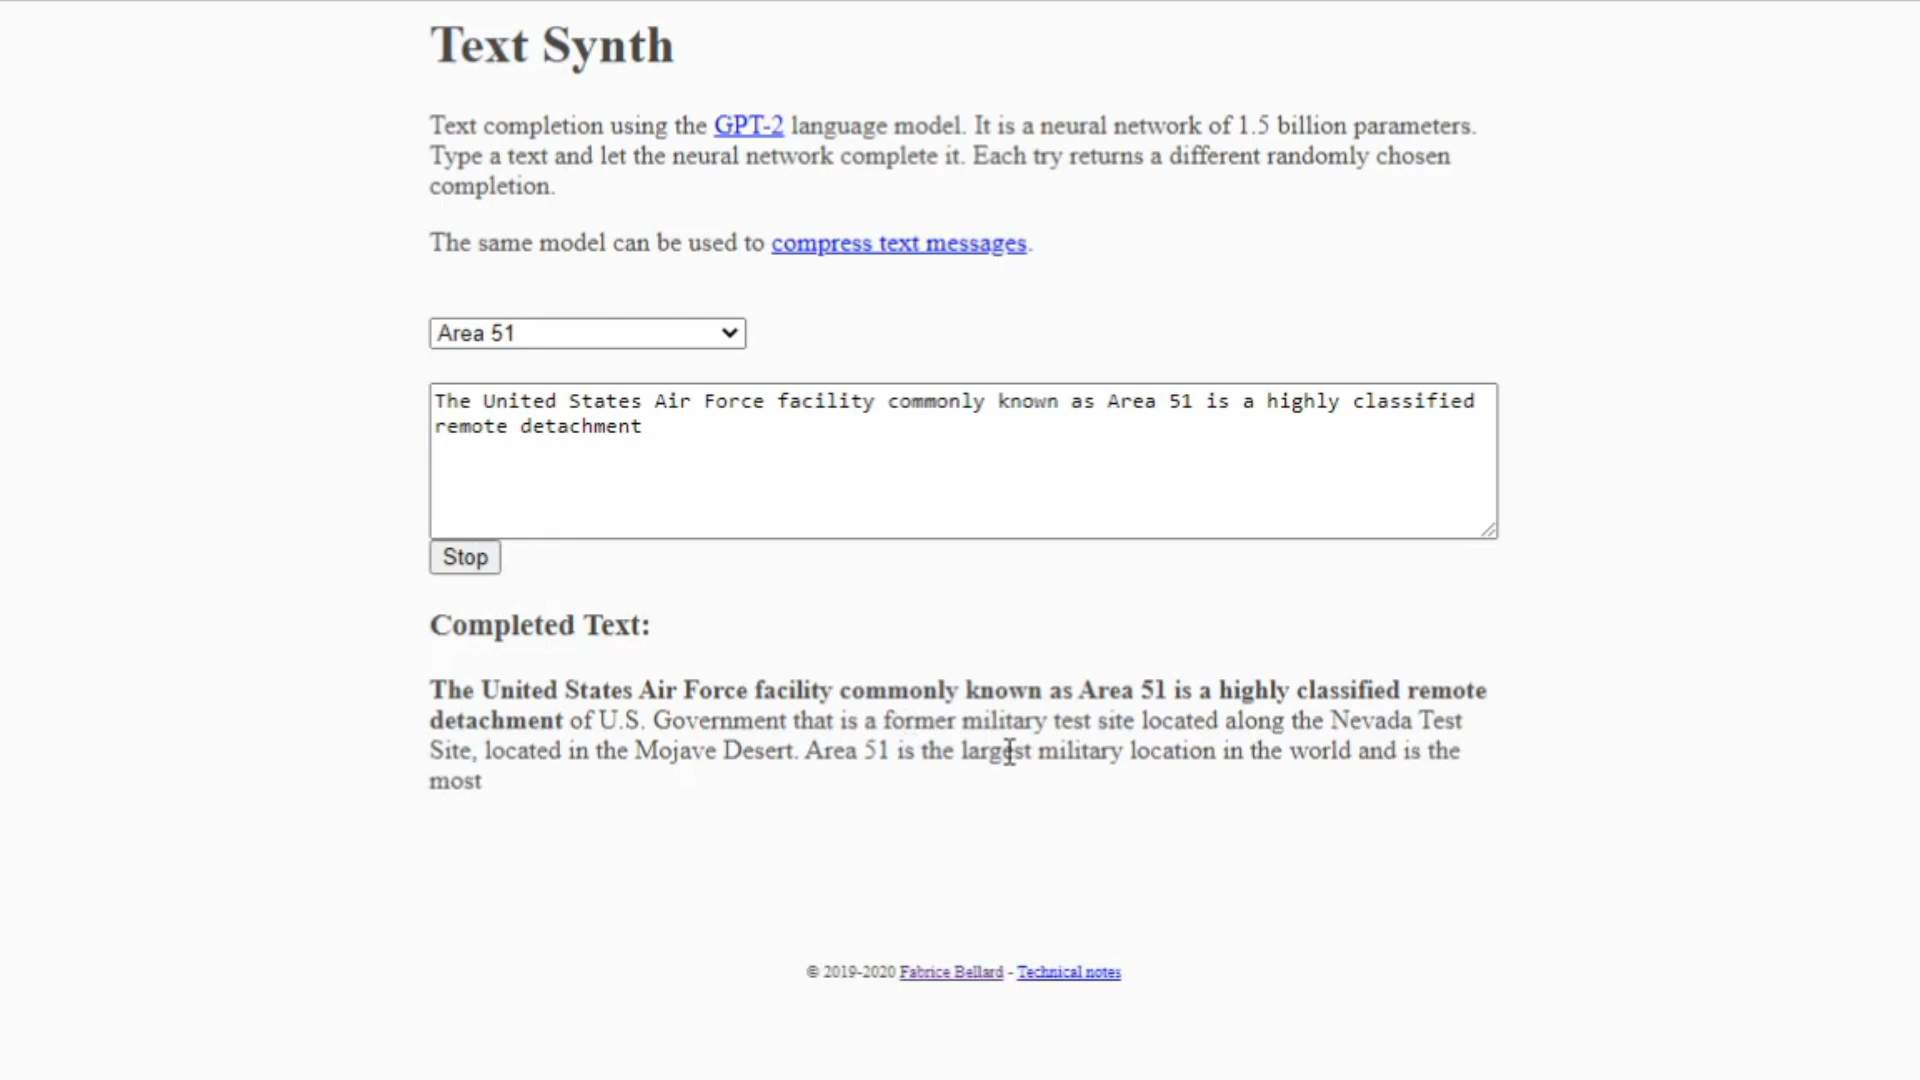 Text Synth
Text completion using the GPT-2 language model. It is a neural network of 1.5 billion parameters.
Type a text and let the neural network complete it. Each try returns a different randomly chosen
completion.
The same model can be used to compress text messages.
Area 51
The United States Air Force facility commonly known as Area 51 is a highly classified
remote detachment
Stop
Completed Text:
The United States Air Force facility commonly known as Area 51 is a highly classified remote
detachment of U.S. Government that is a former military test site located along the Nevada Test
Site, located in the Mojave Desert. Area 51 is the largest military location in the world and is the
most
© 2019-2020 Fabrice Bellard - Technical notes